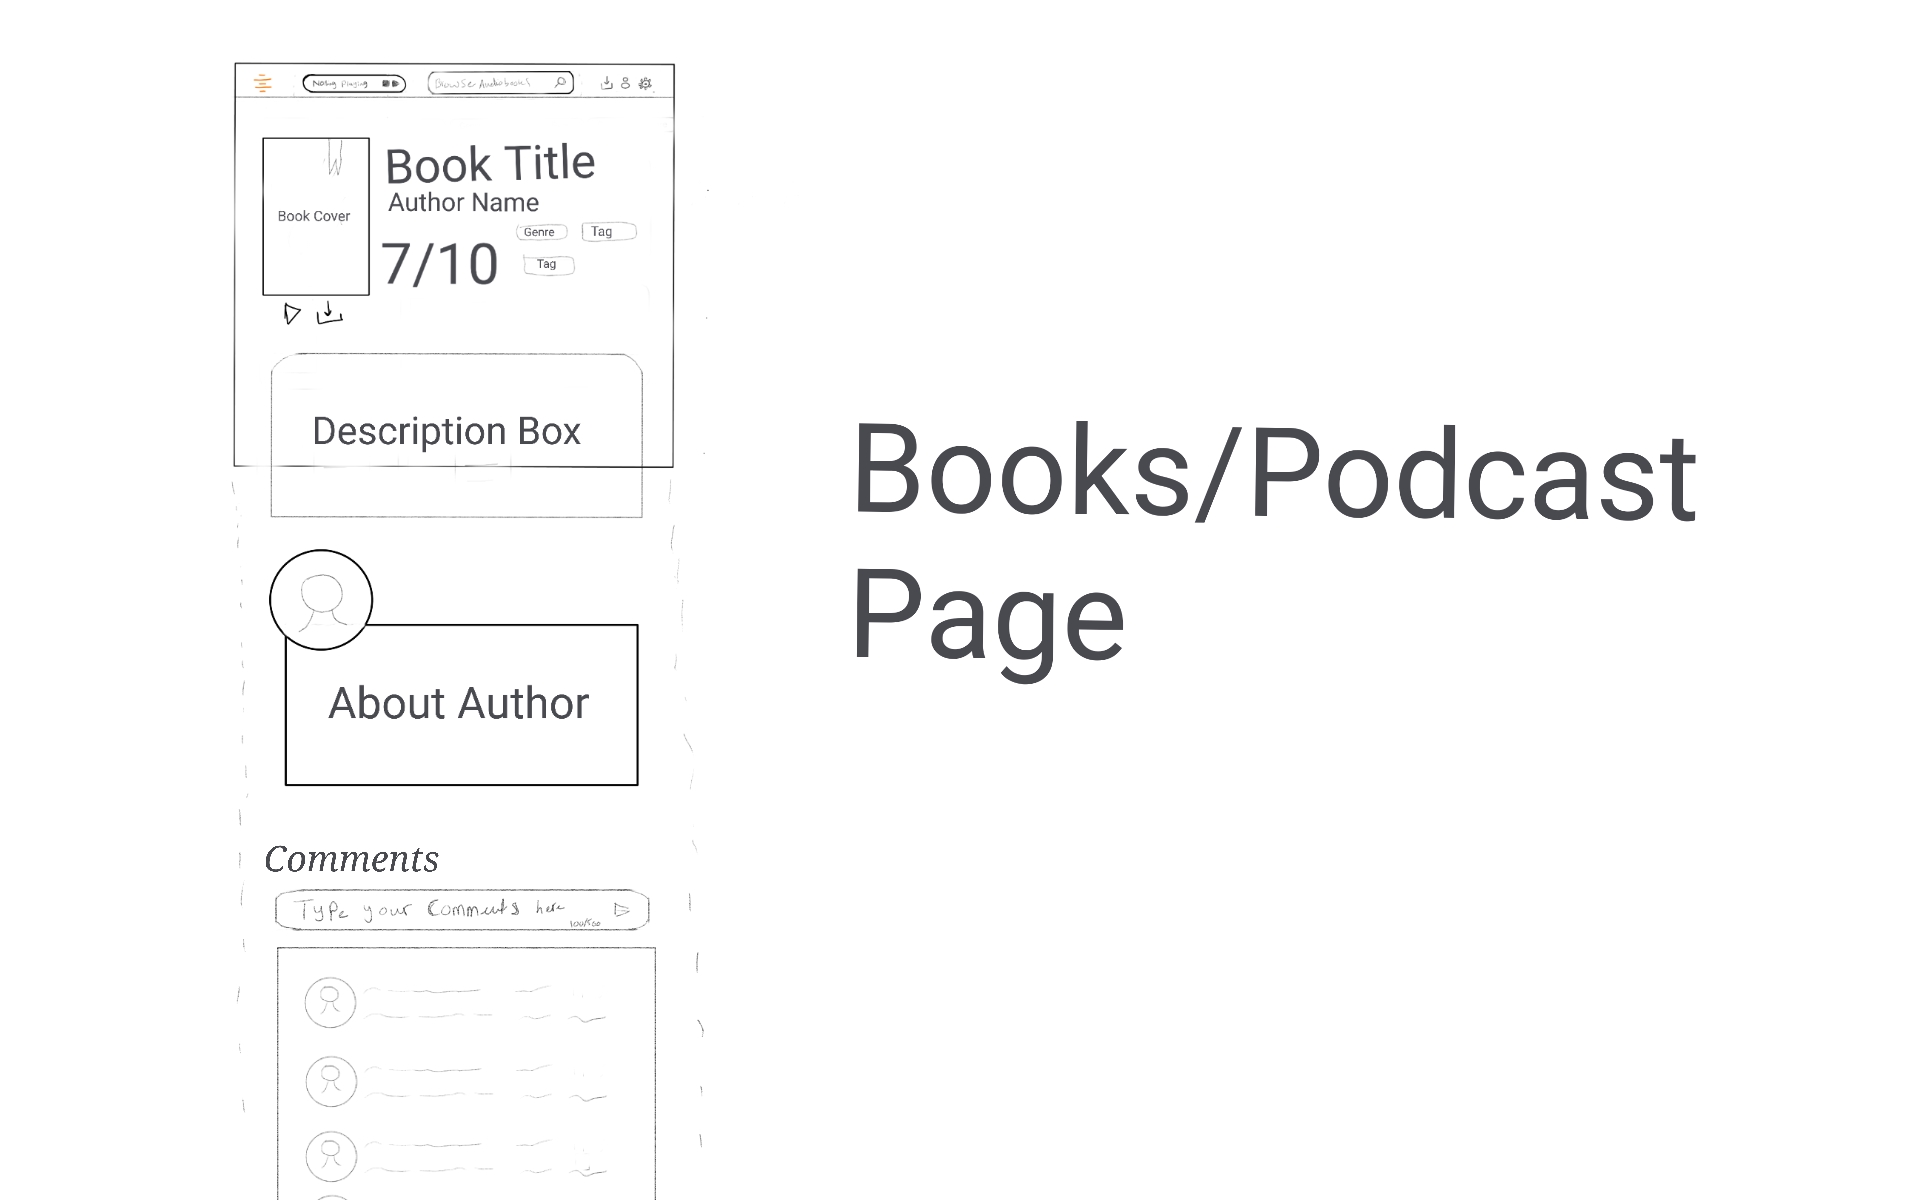 Nothing Playing
Browse Audiobooks
Book Title
Author Name
Book Cover
Genre
Tag
7/10
Tag
Description Box
Books/Podcast
Page
About Author
Comments
Type your Comments here
100/500